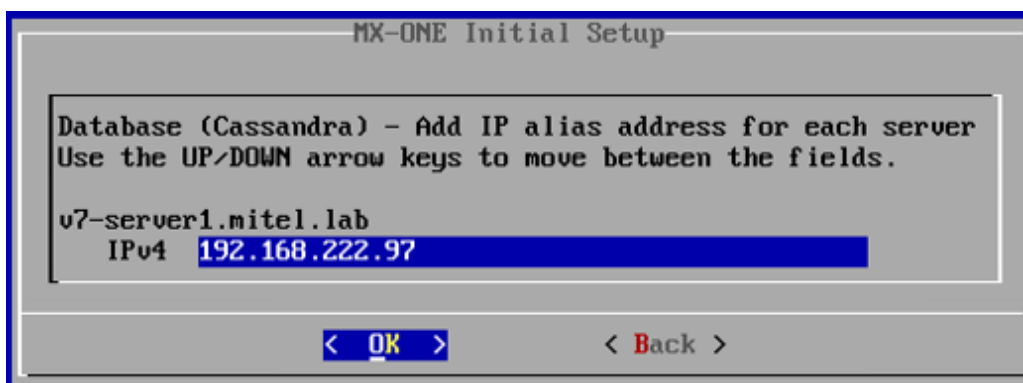 MX-ONE Initial Setup
Database (Cassandra) - Add IP alias address for each server
Use the UP/DOWN arrow keys to move between the fields.
v7-server1.mitel.lab
IPv4 192.168.222.97
< OK > < Back >